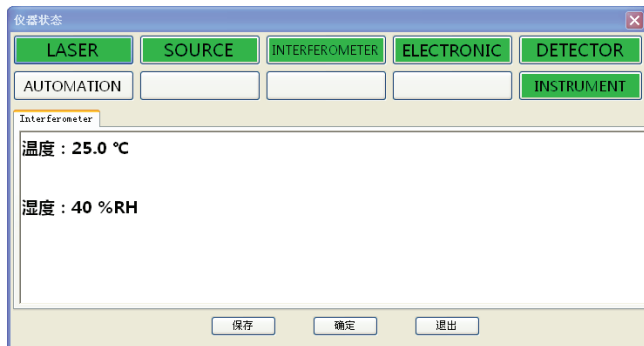 仪器状态
LASER SOURCE INTERFEROMETER ELECTRONIC DETECTOR
AUTOMATION INSTRUMENT
Interferometer
温度：25.0 ℃
湿度：40 %RH
保存 确定 退出